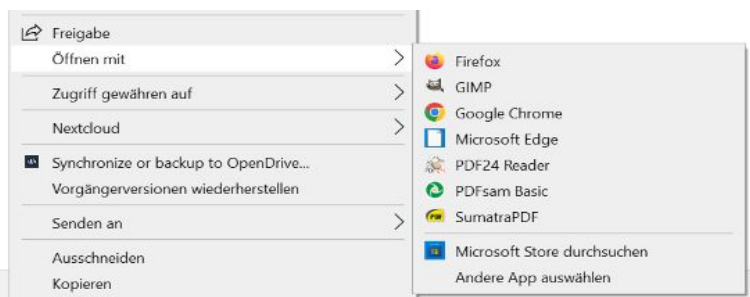 Freigabe
Öffnen mit
Zugriff gewähren auf
Nextcloud
Synchronize or backup to OpenDrive...
Vorgängerversionen wiederherstellen
Senden an
Ausschneiden
Kopieren
Firefox
GIMP
Google Chrome
Microsoft Edge
PDF24 Reader
PDFsam Basic
SumatraPDF
Microsoft Store durchsuchen
Andere App auswählen